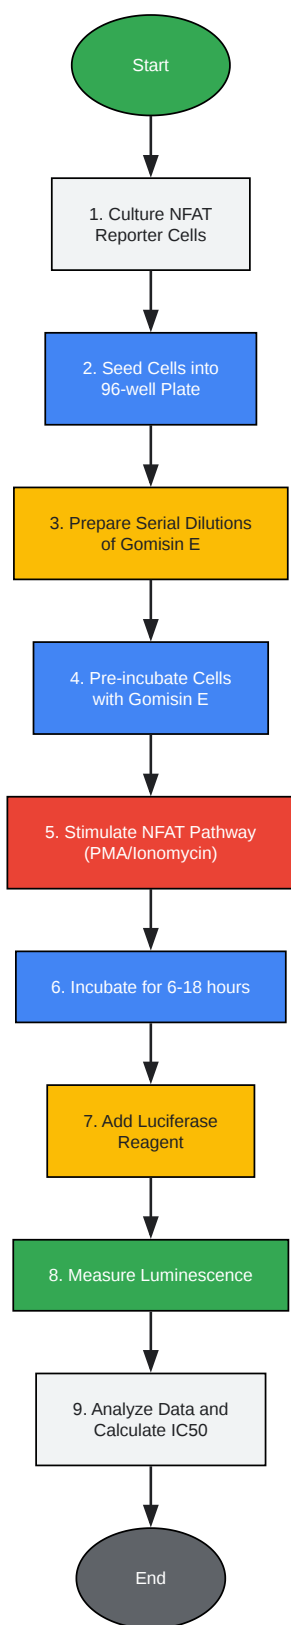 Start
1. Culture NFAT
Reporter Cells
2. Seed Cells into
96-well Plate
3. Prepare Serial Dilutions
of Gomisin E
4. Pre-incubate Cells
with Gomisin E
5. Stimulate NFAT Pathway
(PMA/Ionomycin)
6. Incubate for 6-18 hours
7. Add Luciferase
Reagent
8. Measure Luminescence
9. Analyze Data and
Calculate IC50
End